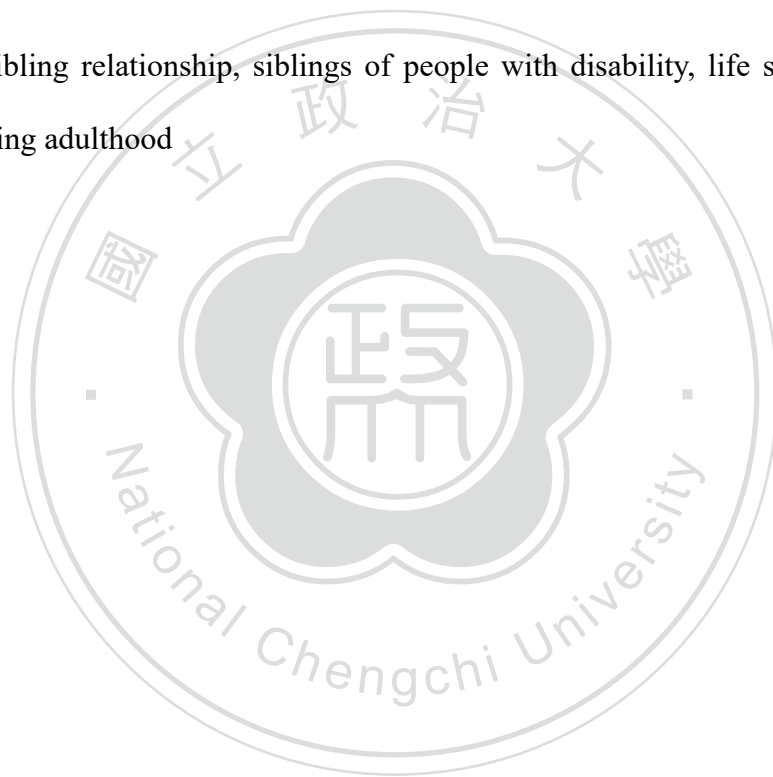 ibling relationship, siblings of people with disability, life s
ing adulthood
國立政治大學
政
National Chengchi University